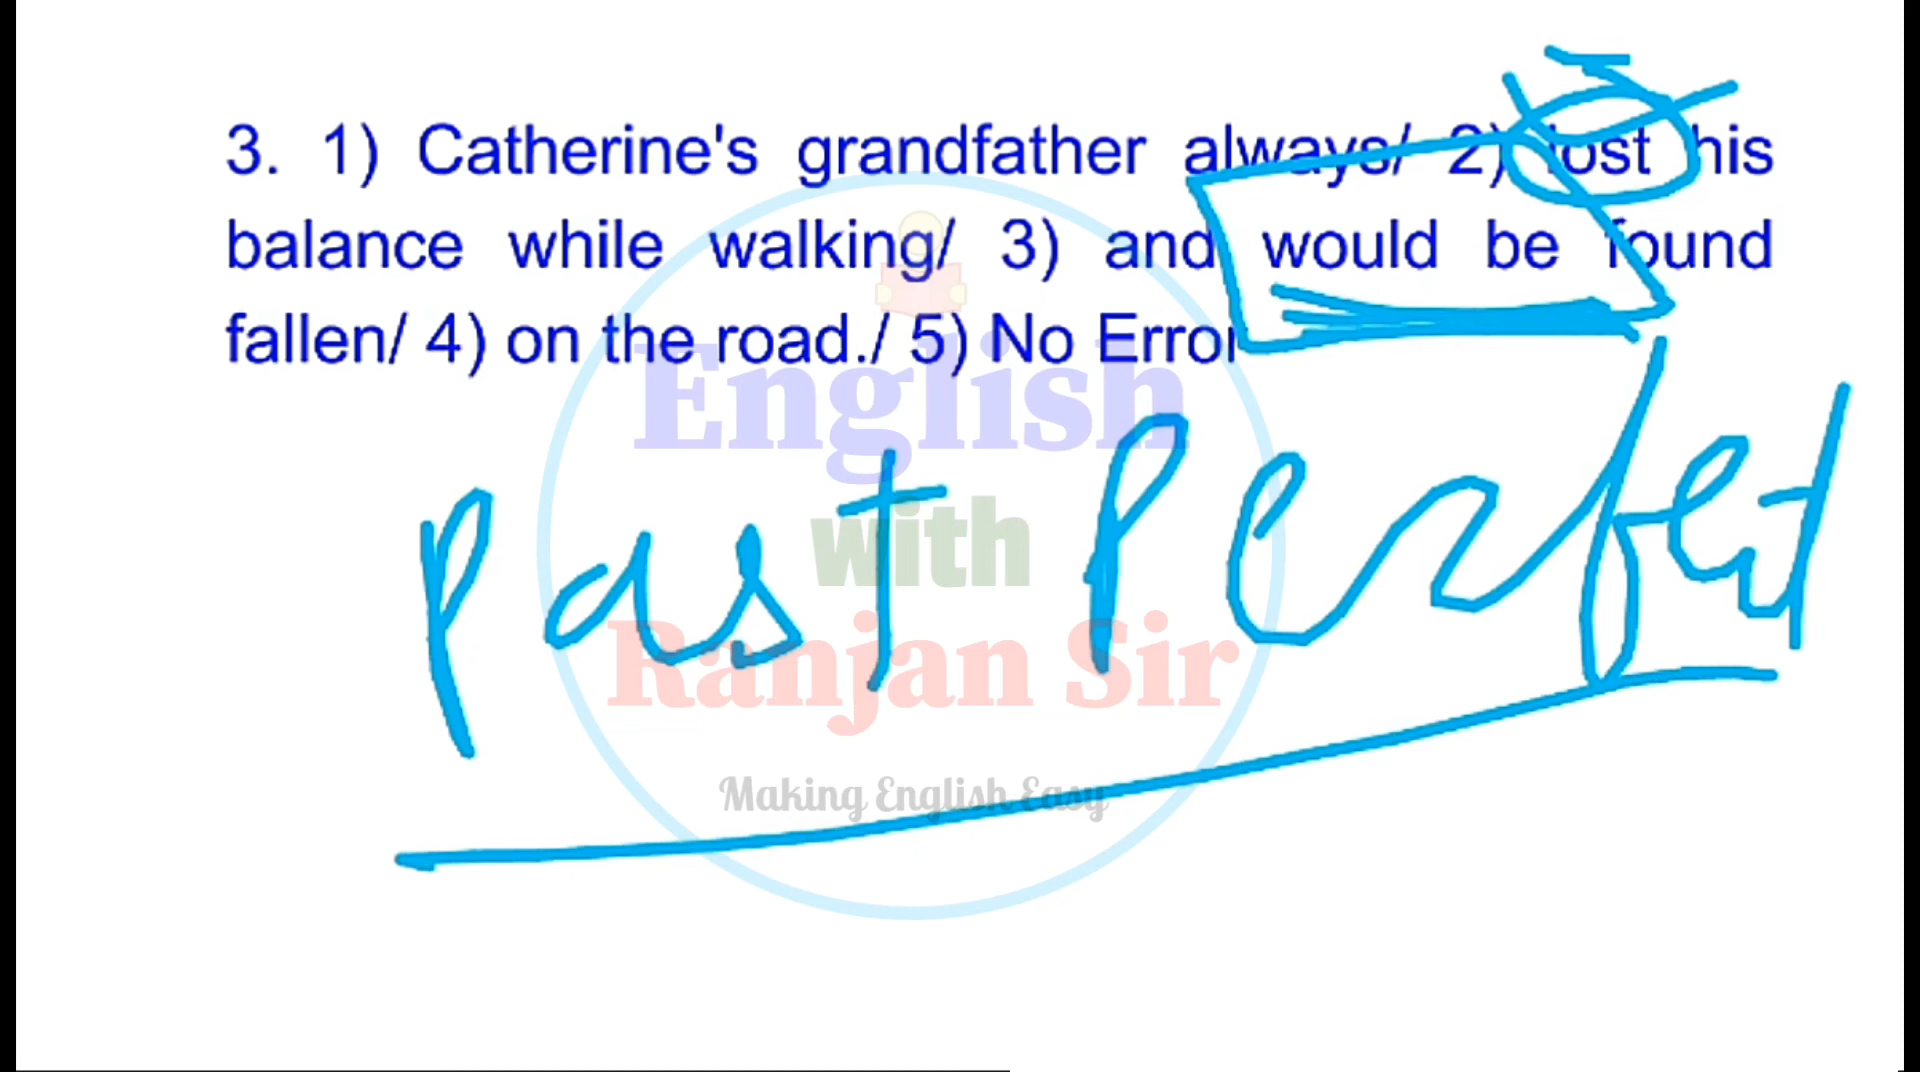 3. 1) Catherine's grandfather always/ 2) lost his
balance while walking/ 3) and would be found
fallen/ 4) on the road./ 5) No Error
English
with
Ranjan Sir
Making English Easy
Past Perfect